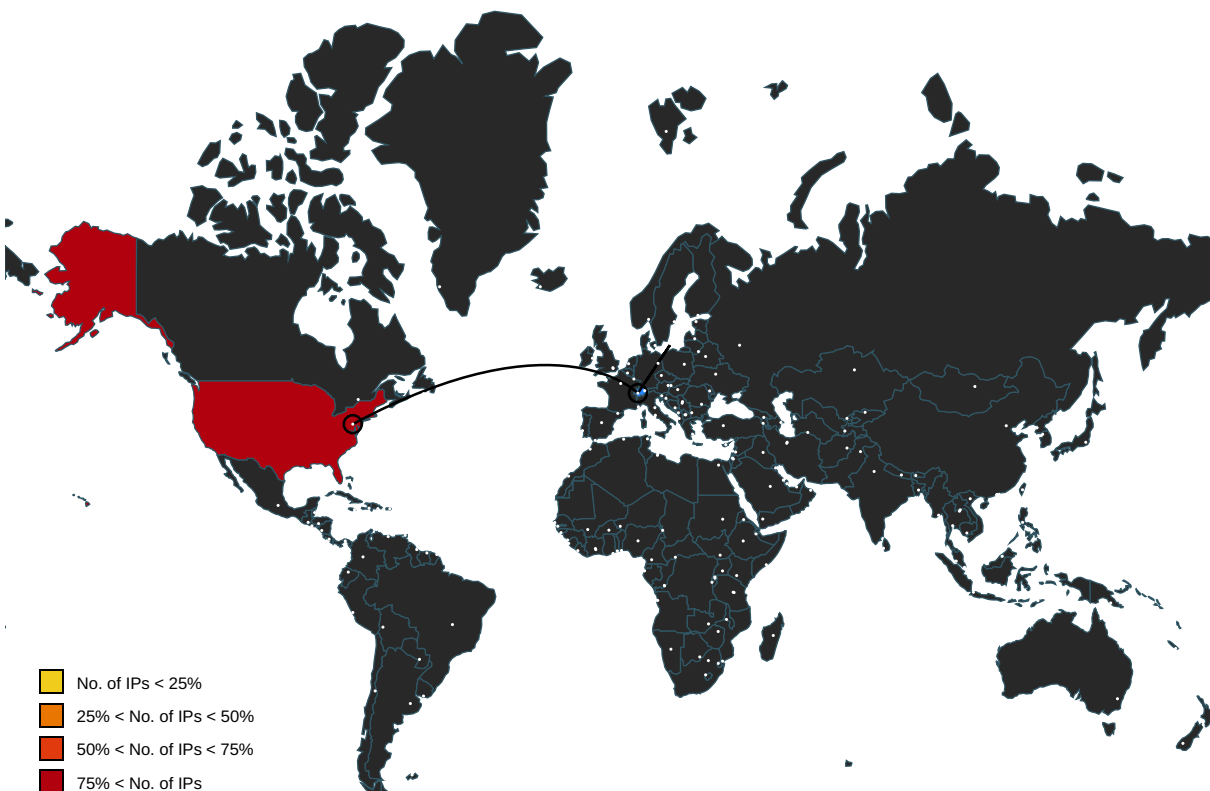 No. of IPs < 25%
25% < No. of IPs < 50%
50% < No. of IPs < 75%
75% < No. of IPs